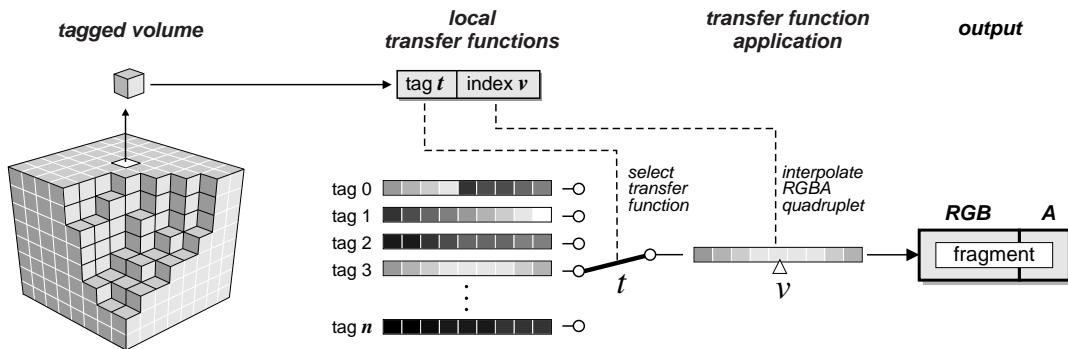 tagged volume
local
transfer functions
transfer function
application
output
tag t
index v
select
transfer
function
interpolate
RGBA
quadruplet
tag 0
tag 1
tag 2
tag 3
tag n
t
v
RGB
A
fragment